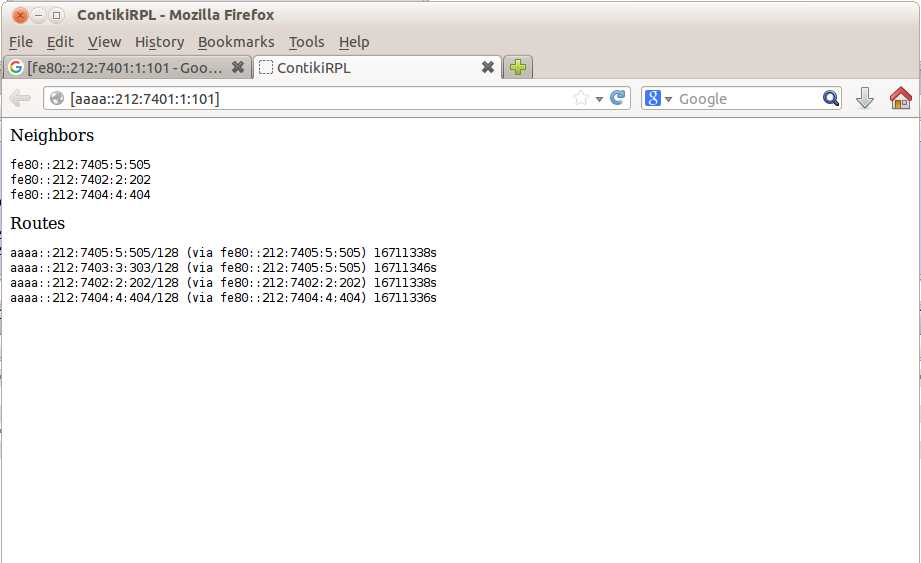 ContikiRPL - Mozilla Firefox
File Edit View History Bookmarks Tools Help
[fe80::212:7401:1:101 - Goo... ContikiRPL
[aaaa::212:7401:1:101] Google
Neighbors
fe80::212:7405:5:505
fe80::212:7402:2:202
fe80::212:7404:4:404
Routes
aaaa::212:7405:5:505/128 (via fe80::212:7405:5:505) 16711338s
aaaa::212:7403:3:303/128 (via fe80::212:7405:5:505) 16711346s
aaaa::212:7402:2:202/128 (via fe80::212:7402:2:202) 16711338s
aaaa::212:7404:4:404/128 (via fe80::212:7404:4:404) 16711336s